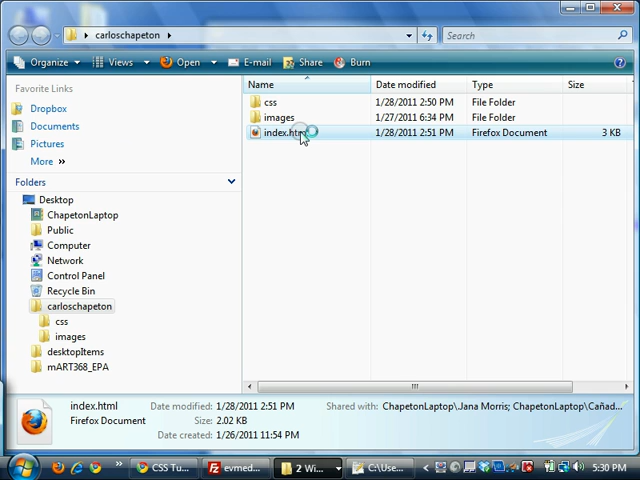 carloschapeton
Search
Organize Views Open E-mail Share Burn
Favorite Links
Dropbox
Documents
Pictures
More »
Folders
Desktop
ChapetonLaptop
Public
Computer
Network
Control Panel
Recycle Bin
carloschapeton
css
images
desktopItems
mART368_EPA
Name Date modified Type Size
css 1/28/2011 2:50 PM File Folder
images 1/27/2011 6:34 PM File Folder
index.html 1/28/2011 2:51 PM Firefox Document 3 KB
index.html Date modified: 1/28/2011 2:51 PM Shared with: ChapetonLaptop\Jana Morris; ChapetonLaptop\Cañad...
Firefox Document Size: 2.02 KB
Date created: 1/26/2011 11:54 PM
» CSS Tu... evmed... 2 Wi... C:\Use... 5:30 PM